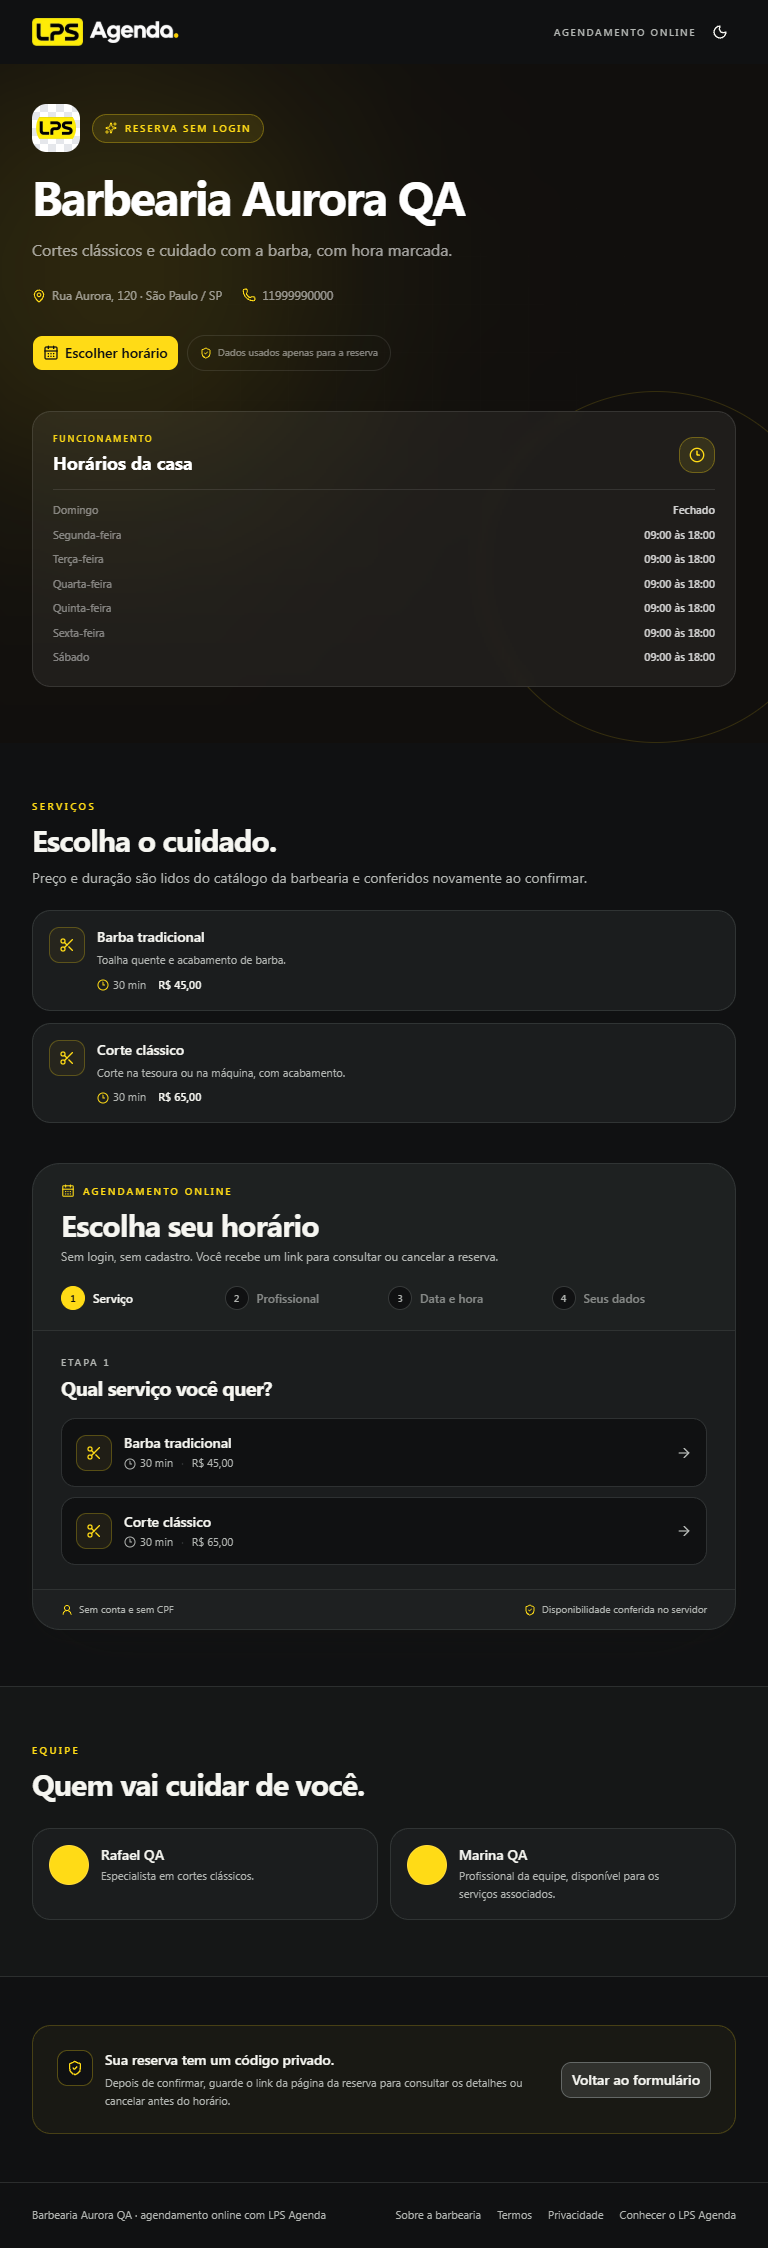 LPS Agenda.
AGENDAMENTO ONLINE
LPS
RESERVA SEM LOGIN
Barbearia Aurora QA
Cortes clássicos e cuidado com a barba, com hora marcada.
Rua Aurora, 120 · São Paulo / SP
11999990000
Escolher horário
Dados usados apenas para a reserva
FUNCIONAMENTO
Horários da casa
Domingo Fechado
Segunda-feira 09:00 às 18:00
Terça-feira 09:00 às 18:00
Quarta-feira 09:00 às 18:00
Quinta-feira 09:00 às 18:00
Sexta-feira 09:00 às 18:00
Sábado 09:00 às 18:00
SERVIÇOS
Escolha o cuidado.
Preço e duração são lidos do catálogo da barbearia e conferidos novamente ao confirmar.
Barba tradicional
Toalha quente e acabamento de barba.
30 min R$ 45,00
Corte clássico
Corte na tesoura ou na máquina, com acabamento.
30 min R$ 65,00
AGENDAMENTO ONLINE
Escolha seu horário
Sem login, sem cadastro. Você recebe um link para consultar ou cancelar a reserva.
1 Serviço
2 Profissional
3 Data e hora
4 Seus dados
ETAPA 1
Qual serviço você quer?
Barba tradicional
30 min · R$ 45,00
Corte clássico
30 min · R$ 65,00
Sem conta e sem CPF
Disponibilidade conferida no servidor
EQUIPE
Quem vai cuidar de você.
Rafael QA
Especialista em cortes clássicos.
Marina QA
Profissional da equipe, disponível para os
serviços associados.
Sua reserva tem um código privado.
Depois de confirmar, guarde o link da página da reserva para consultar os detalhes ou
cancelar antes do horário.
Voltar ao formulário
Barbearia Aurora QA · agendamento online com LPS Agenda
Sobre a barbearia
Termos
Privacidade
Conhecer o LPS Agenda